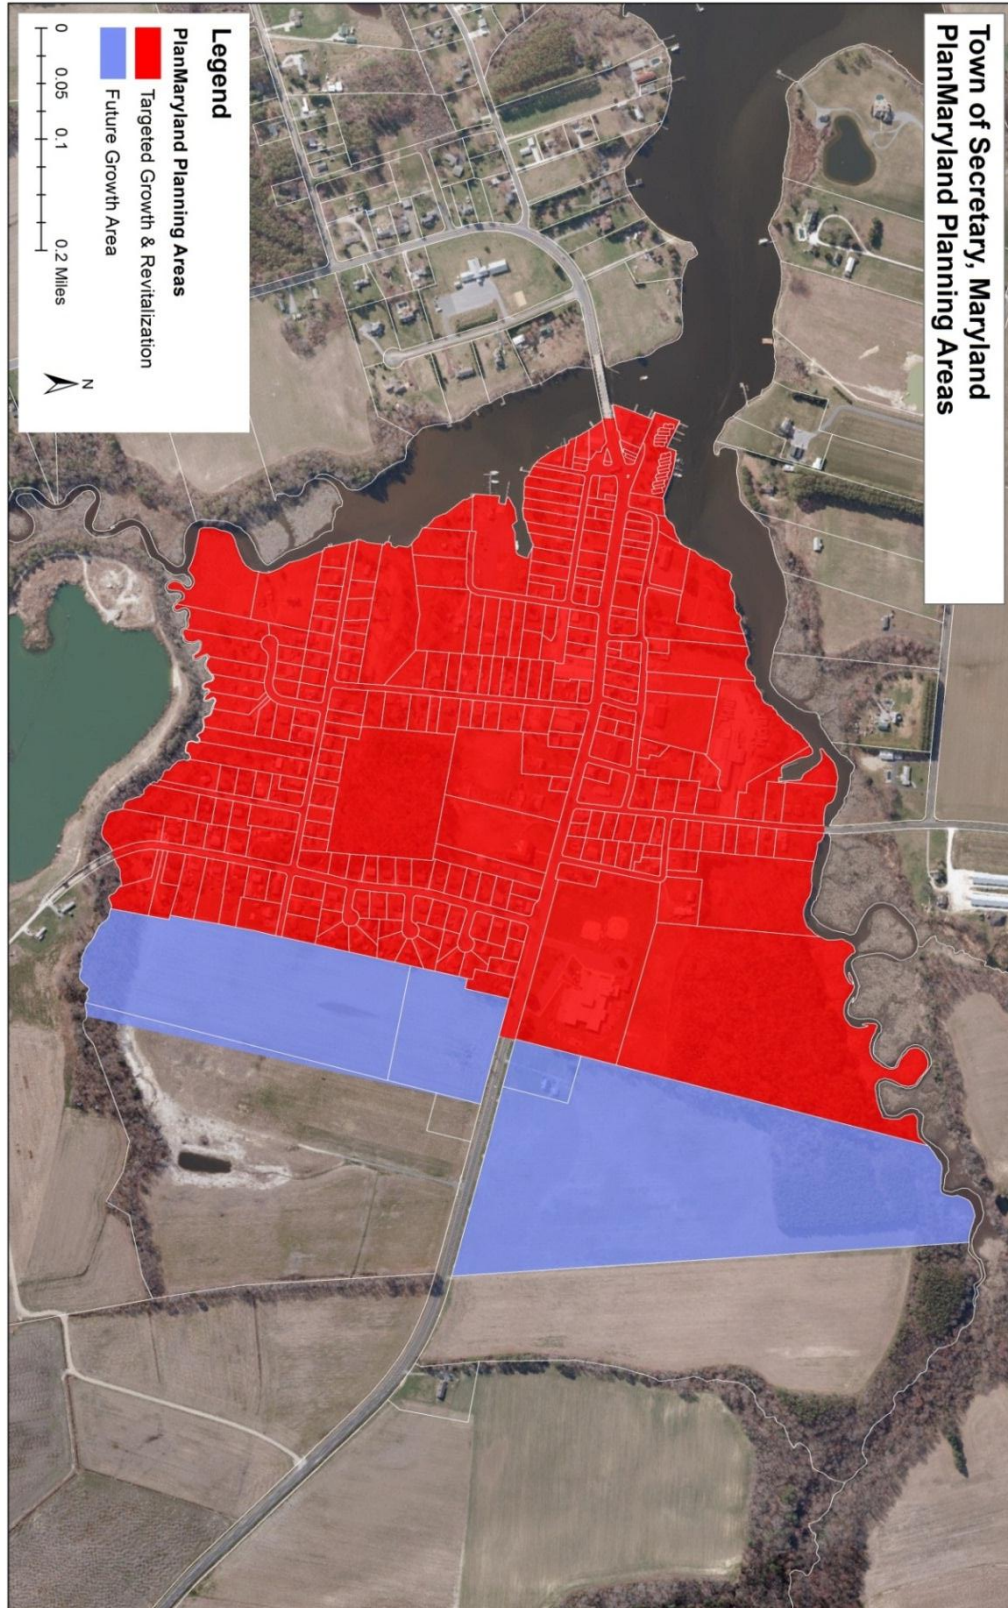 Town of Secretary, Maryland
PlanMaryland Planning Areas
Legend
PlanMaryland Planning Areas
Targeted Growth & Revitalization
Future Growth Area
0 0.05 0.1 0.2 Miles
N